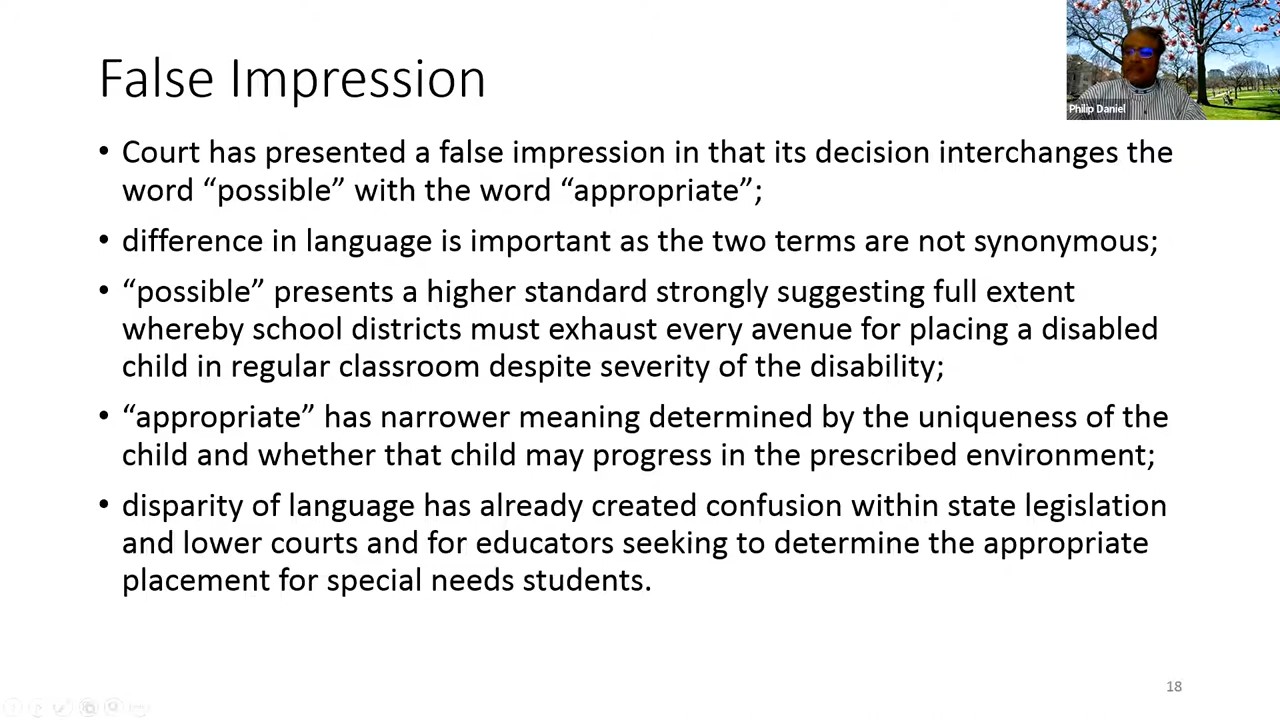 False Impression
Philip Daniel
• Court has presented a false impression in that its decision interchanges the
word “possible” with the word “appropriate”;
• difference in language is important as the two terms are not synonymous;
• “possible” presents a higher standard strongly suggesting full extent
whereby school districts must exhaust every avenue for placing a disabled
child in regular classroom despite severity of the disability;
• “appropriate” has narrower meaning determined by the uniqueness of the
child and whether that child may progress in the prescribed environment;
• disparity of language has already created confusion within state legislation
and lower courts and for educators seeking to determine the appropriate
placement for special needs students.
18